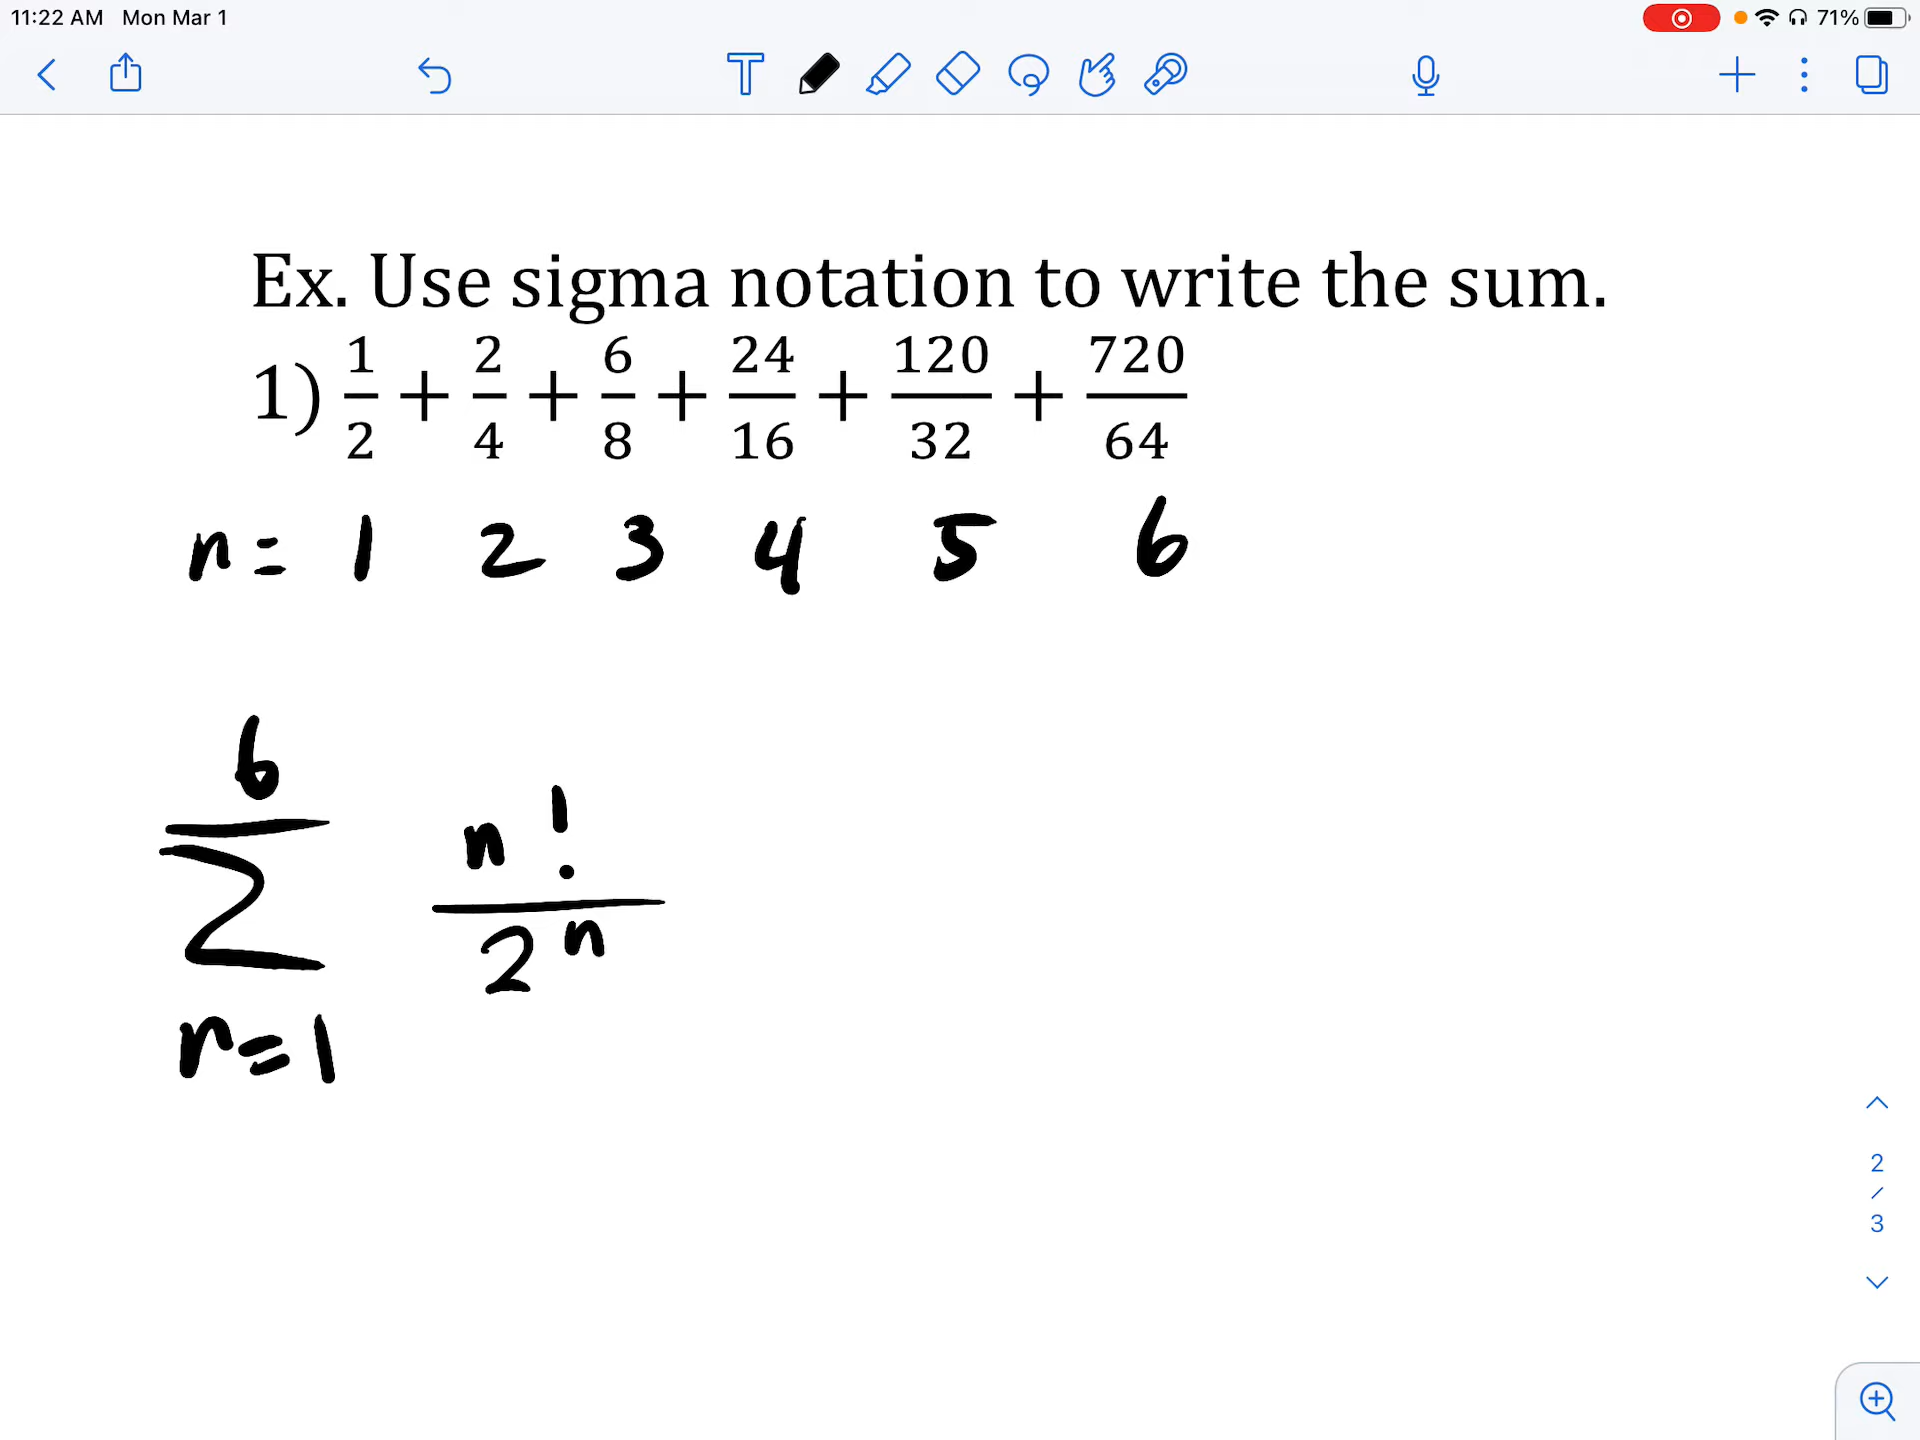 11:22 AM Mon Mar 1 71%
T
Ex. Use sigma notation to write the sum.
1) 1/2 + 2/4 + 6/8 + 24/16 + 120/32 + 720/64
n = 1 2 3 4 5 6
6
∑ n!/2^n
n=1
2
/
3